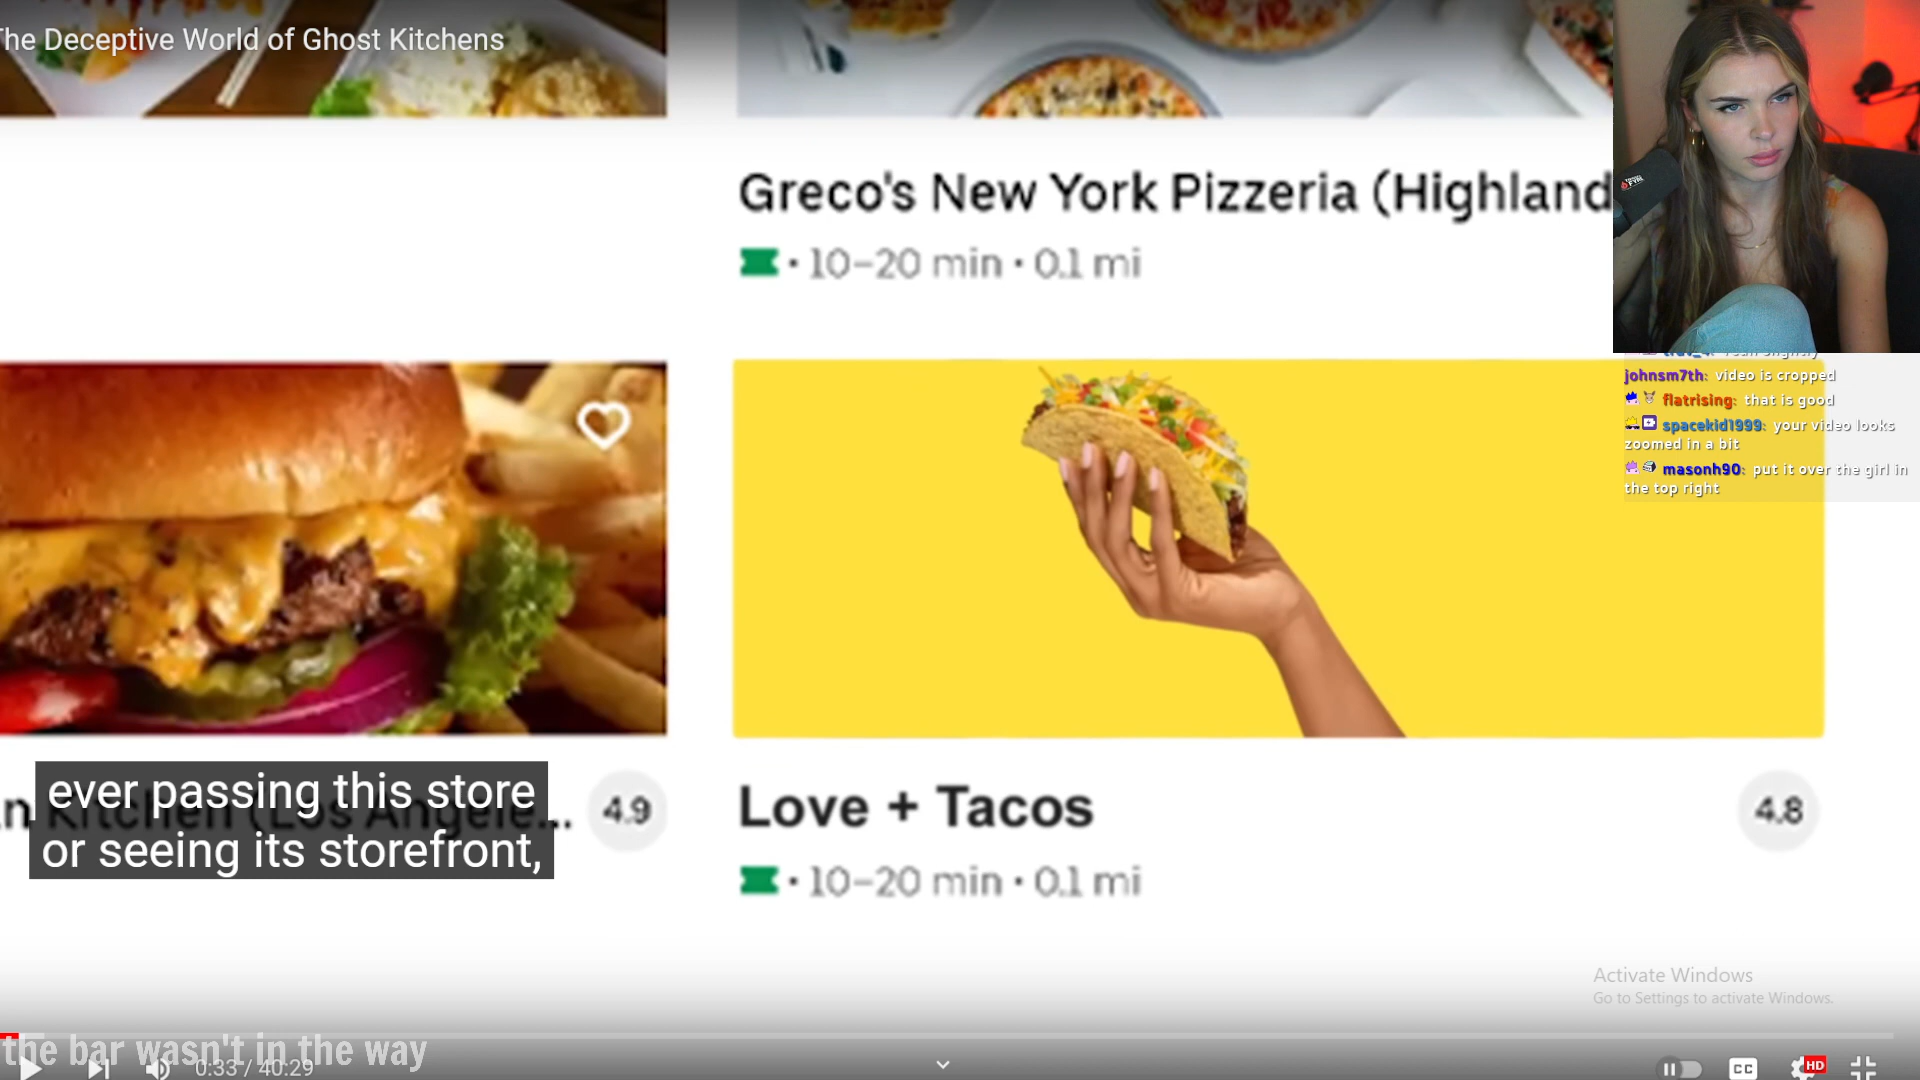 The Deceptive World of Ghost Kitchens
Greco's New York Pizzeria (Highland
· 10–20 min · 0.1 mi
johnsm7th: video is cropped
flatrising: that is good
spacekid1999: your video looks
zoomed in a bit
masonh90: put it over the girl in
the top right
ever passing this store
or seeing its storefront,
n Kitchen (Los Angele...
4.9
Love + Tacos
4.8
· 10–20 min · 0.1 mi
Activate Windows
Go to Settings to activate Windows.
the bar wasn't in the way
0:33 / 40:29
CC
HD